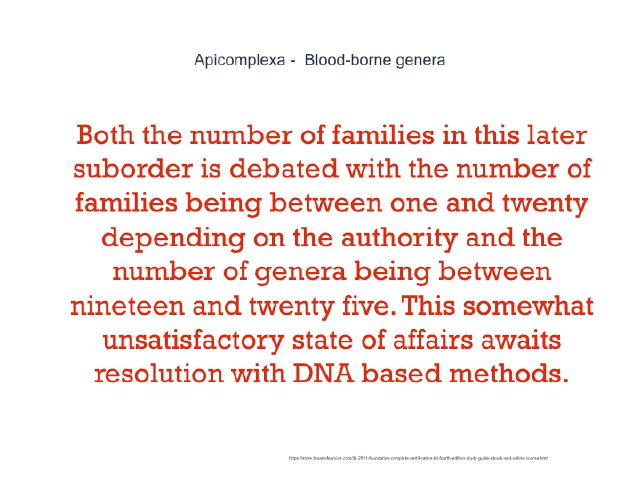 Apicomplexa - Blood-borne genera
Both the number of families in this later
suborder is debated with the number of
families being between one and twenty
depending on the authority and the
number of genera being between
nineteen and twenty five. This somewhat
unsatisfactory state of affairs awaits
resolution with DNA based methods.